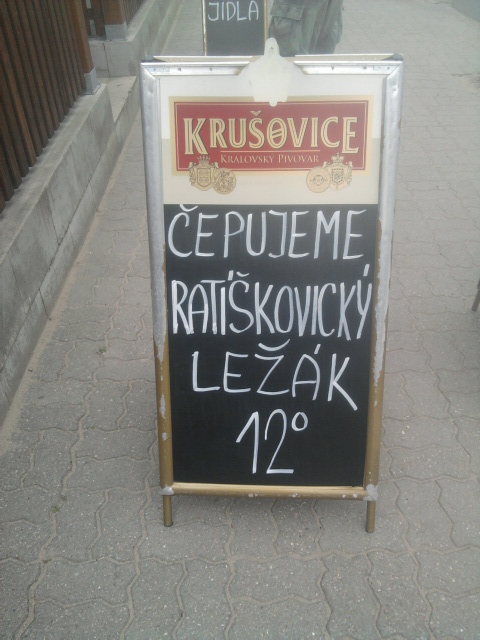 JIDLA
KRUŠOVICE
KRÁLOVSKÝ PIVOVAR
ČEPUJEME
RATÍŠKOVICKÝ
LEŽÁK
12°